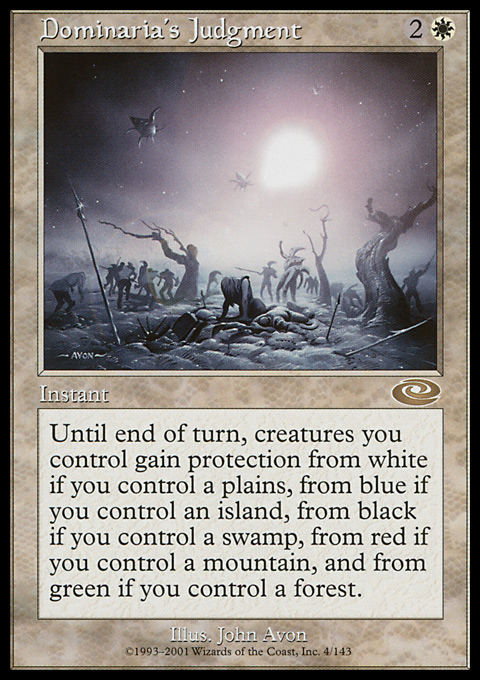 Dominaria's Judgment 2
AVON
Instant
Until end of turn, creatures you
control gain protection from white
if you control a plains, from blue if
you control an island, from black
if you control a swamp, from red if
you control a mountain, and from
green if you control a forest.
Illus. John Avon
©1993–2001 Wizards of the Coast, Inc. 4/143